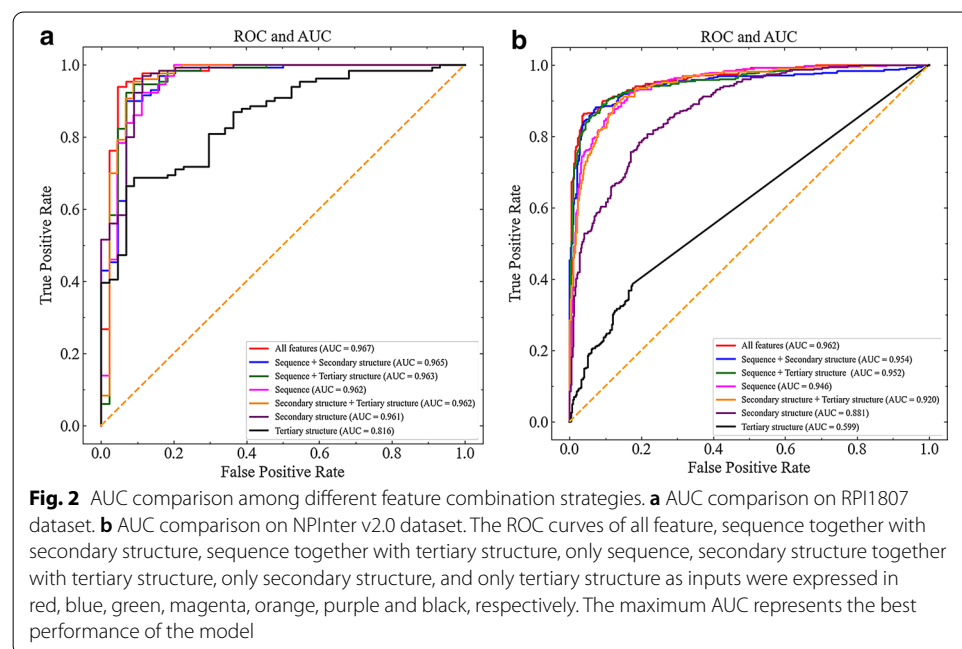 a
ROC and AUC
True Positive Rate
1.0
0.8
0.6
0.4
0.2
0.0
All features (AUC = 0.967)
Sequence + Secondary structure (AUC = 0.965)
Sequence + Tertiary structure (AUC = 0.963)
Sequence (AUC = 0.962)
Secondary structure + Tertiary structure (AUC = 0.962)
Secondary structure (AUC = 0.961)
Tertiary structure (AUC = 0.816)
0.0 0.2 0.4 0.6 0.8 1.0
False Positive Rate
b
ROC and AUC
True Positive Rate
1.0
0.8
0.6
0.4
0.2
0.0
All features (AUC = 0.962)
Sequence + Secondary structure (AUC = 0.954)
Sequence + Tertiary structure (AUC = 0.952)
Sequence (AUC = 0.946)
Secondary structure + Tertiary structure (AUC = 0.920)
Secondary structure (AUC = 0.881)
Tertiary structure (AUC = 0.599)
0.0 0.2 0.4 0.6 0.8 1.0
False Positive Rate
Fig. 2 AUC comparison among different feature combination strategies. a AUC comparison on RPI1807
dataset. b AUC comparison on NPInter v2.0 dataset. The ROC curves of all feature, sequence together with
secondary structure, sequence together with tertiary structure, only sequence, secondary structure together
with tertiary structure, only secondary structure, and only tertiary structure as inputs were expressed in
red, blue, green, magenta, orange, purple and black, respectively. The maximum AUC represents the best
performance of the model